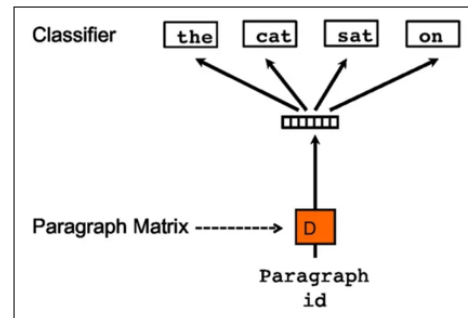 Classifier the cat sat on
Paragraph Matrix D
Paragraph
id